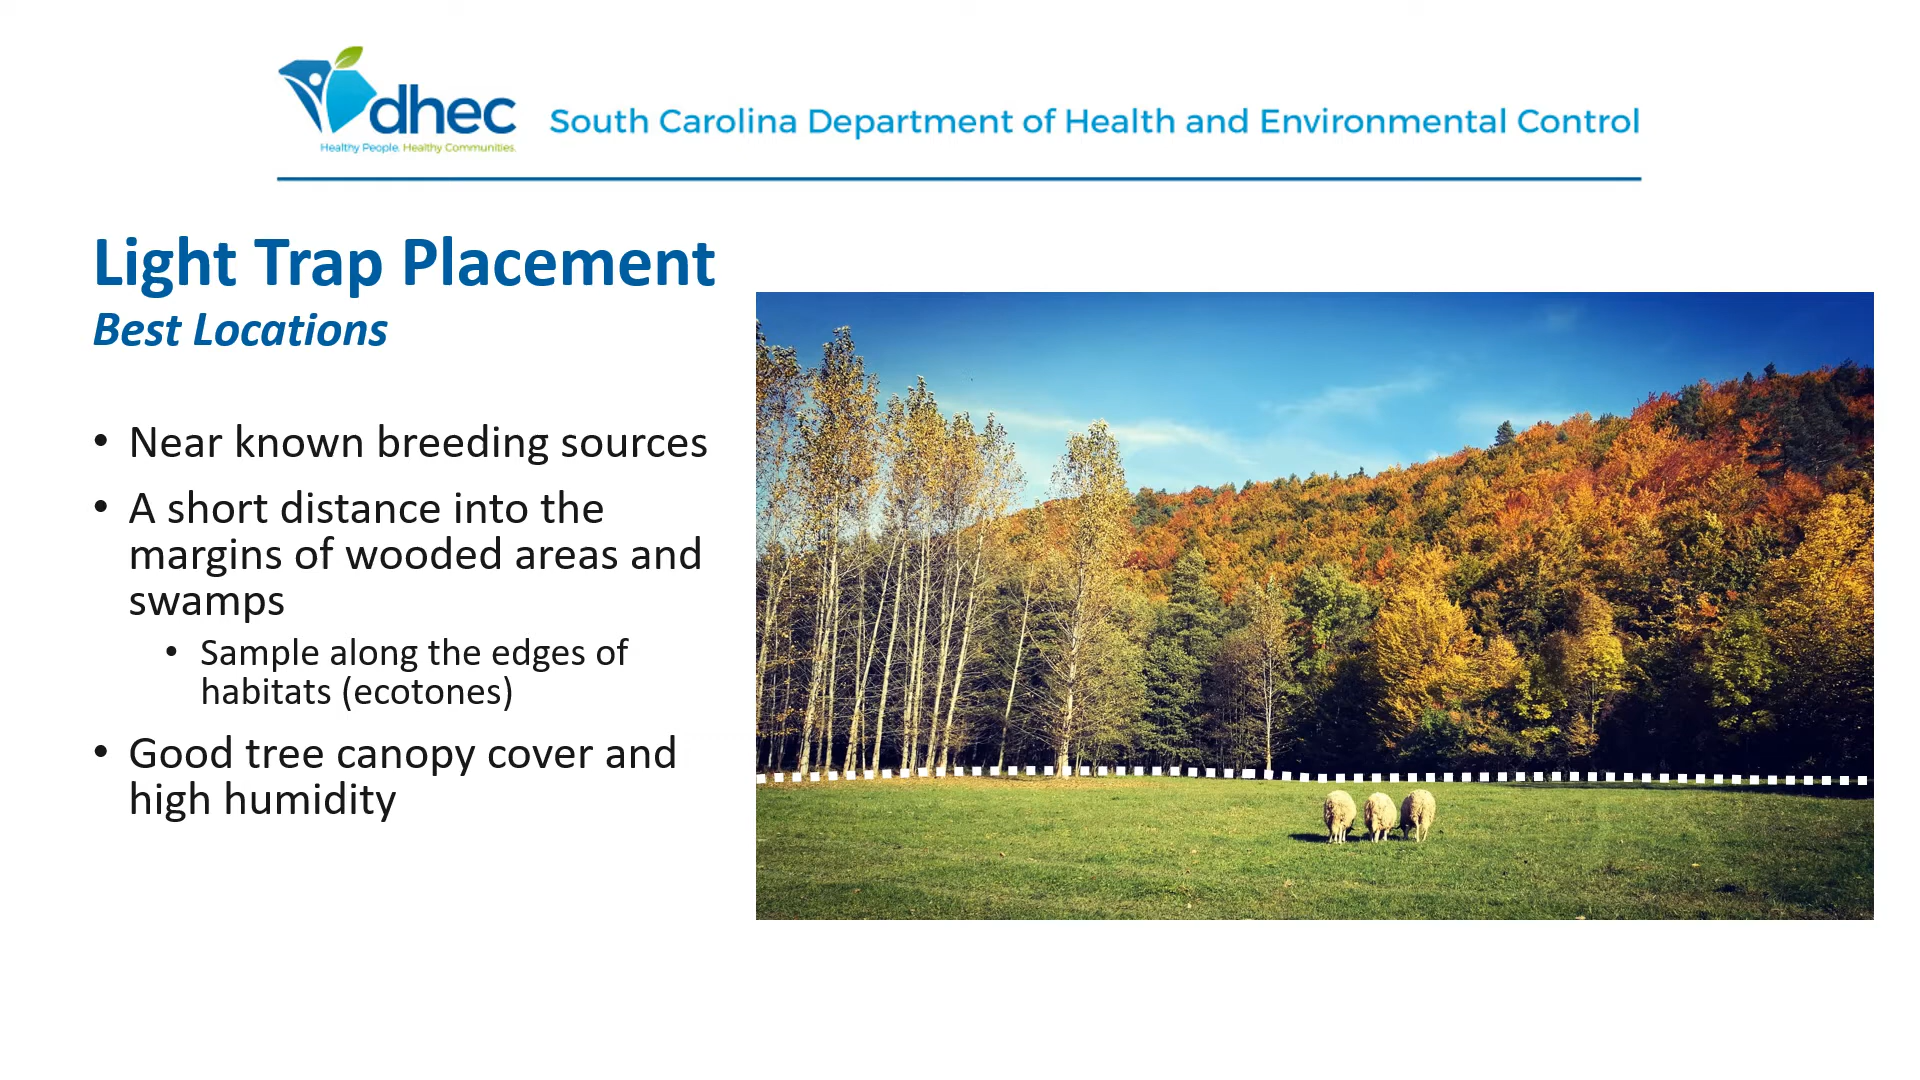 dhec
Healthy People. Healthy Communities.
South Carolina Department of Health and Environmental Control
Light Trap Placement
Best Locations
• Near known breeding sources
• A short distance into the
margins of wooded areas and
swamps
• Sample along the edges of
habitats (ecotones)
• Good tree canopy cover and
high humidity